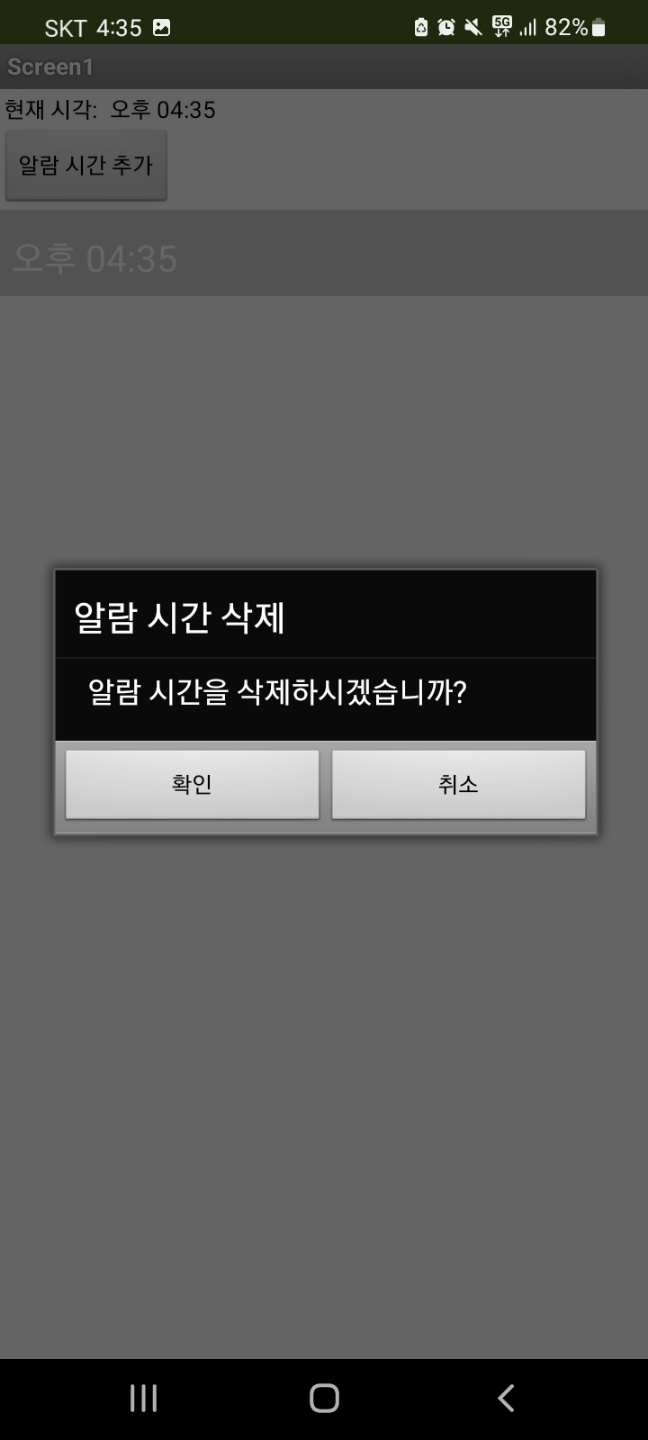 SKT 4:35 5G 82%
Screen1
현재 시각: 오후 04:35
알람 시간 추가
오후 04:35
알람 시간 삭제
알람 시간을 삭제하시겠습니까?
확인 취소